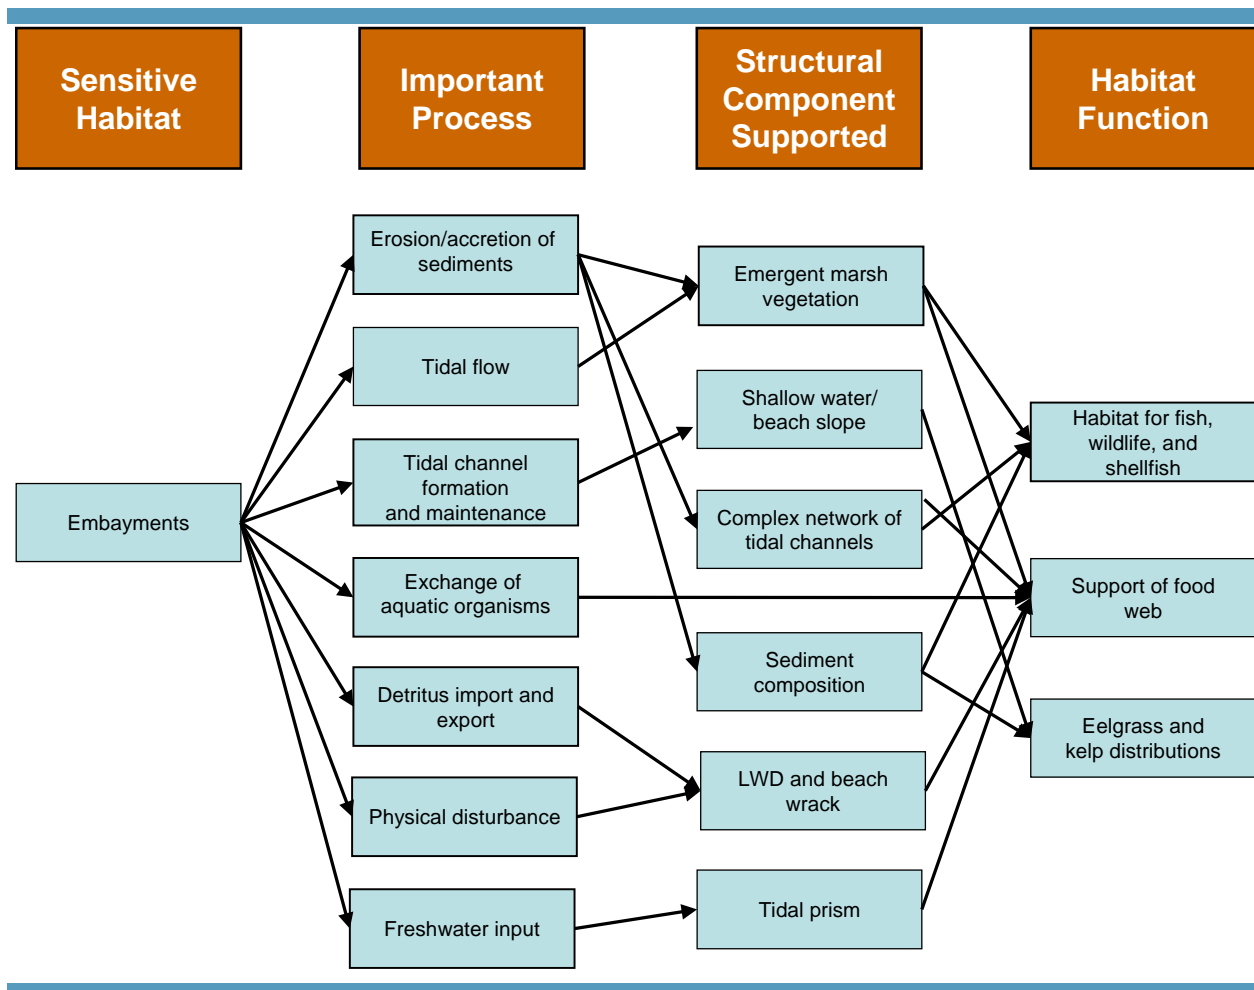 Sensitive
Habitat
Important
Process
Structural
Component
Supported
Habitat
Function
Embayments
Erosion/accretion of
sediments
Tidal flow
Tidal channel
formation
and maintenance
Exchange of
aquatic organisms
Detritus import and
export
Physical disturbance
Freshwater input
Emergent marsh
vegetation
Shallow water/
beach slope
Complex network of
tidal channels
Sediment
composition
LWD and beach
wrack
Tidal prism
Habitat for fish,
wildlife, and
shellfish
Support of food
web
Eelgrass and
kelp distributions